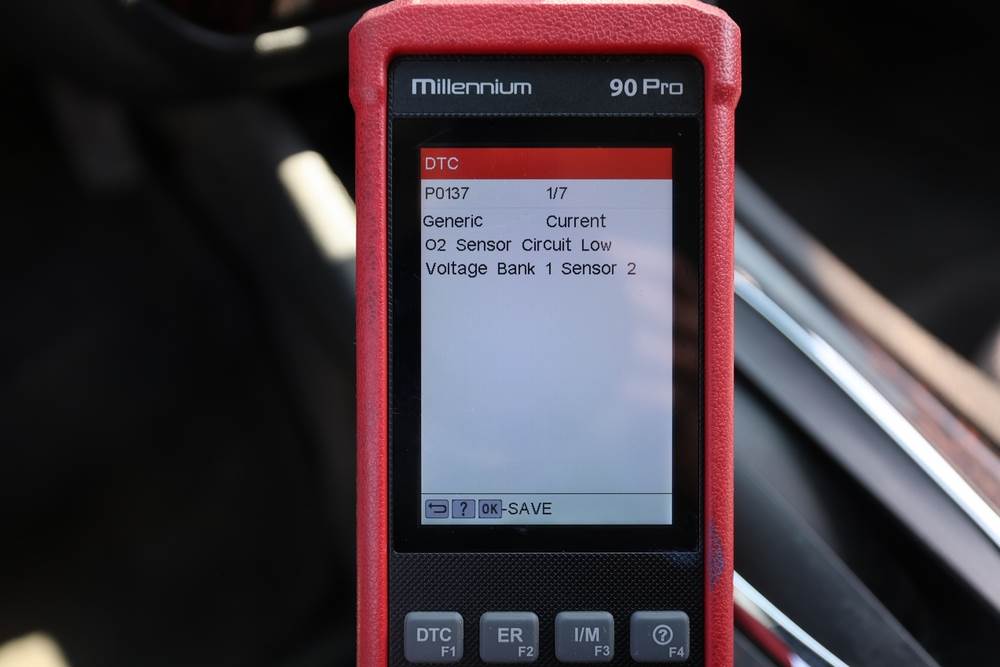 Millennium 90 Pro
DTC
P0137 1/7
Generic Current
O2 Sensor Circuit Low
Voltage Bank 1 Sensor 2
? OK-SAVE
DTC F1 ER F2 I/M F3 ? F4